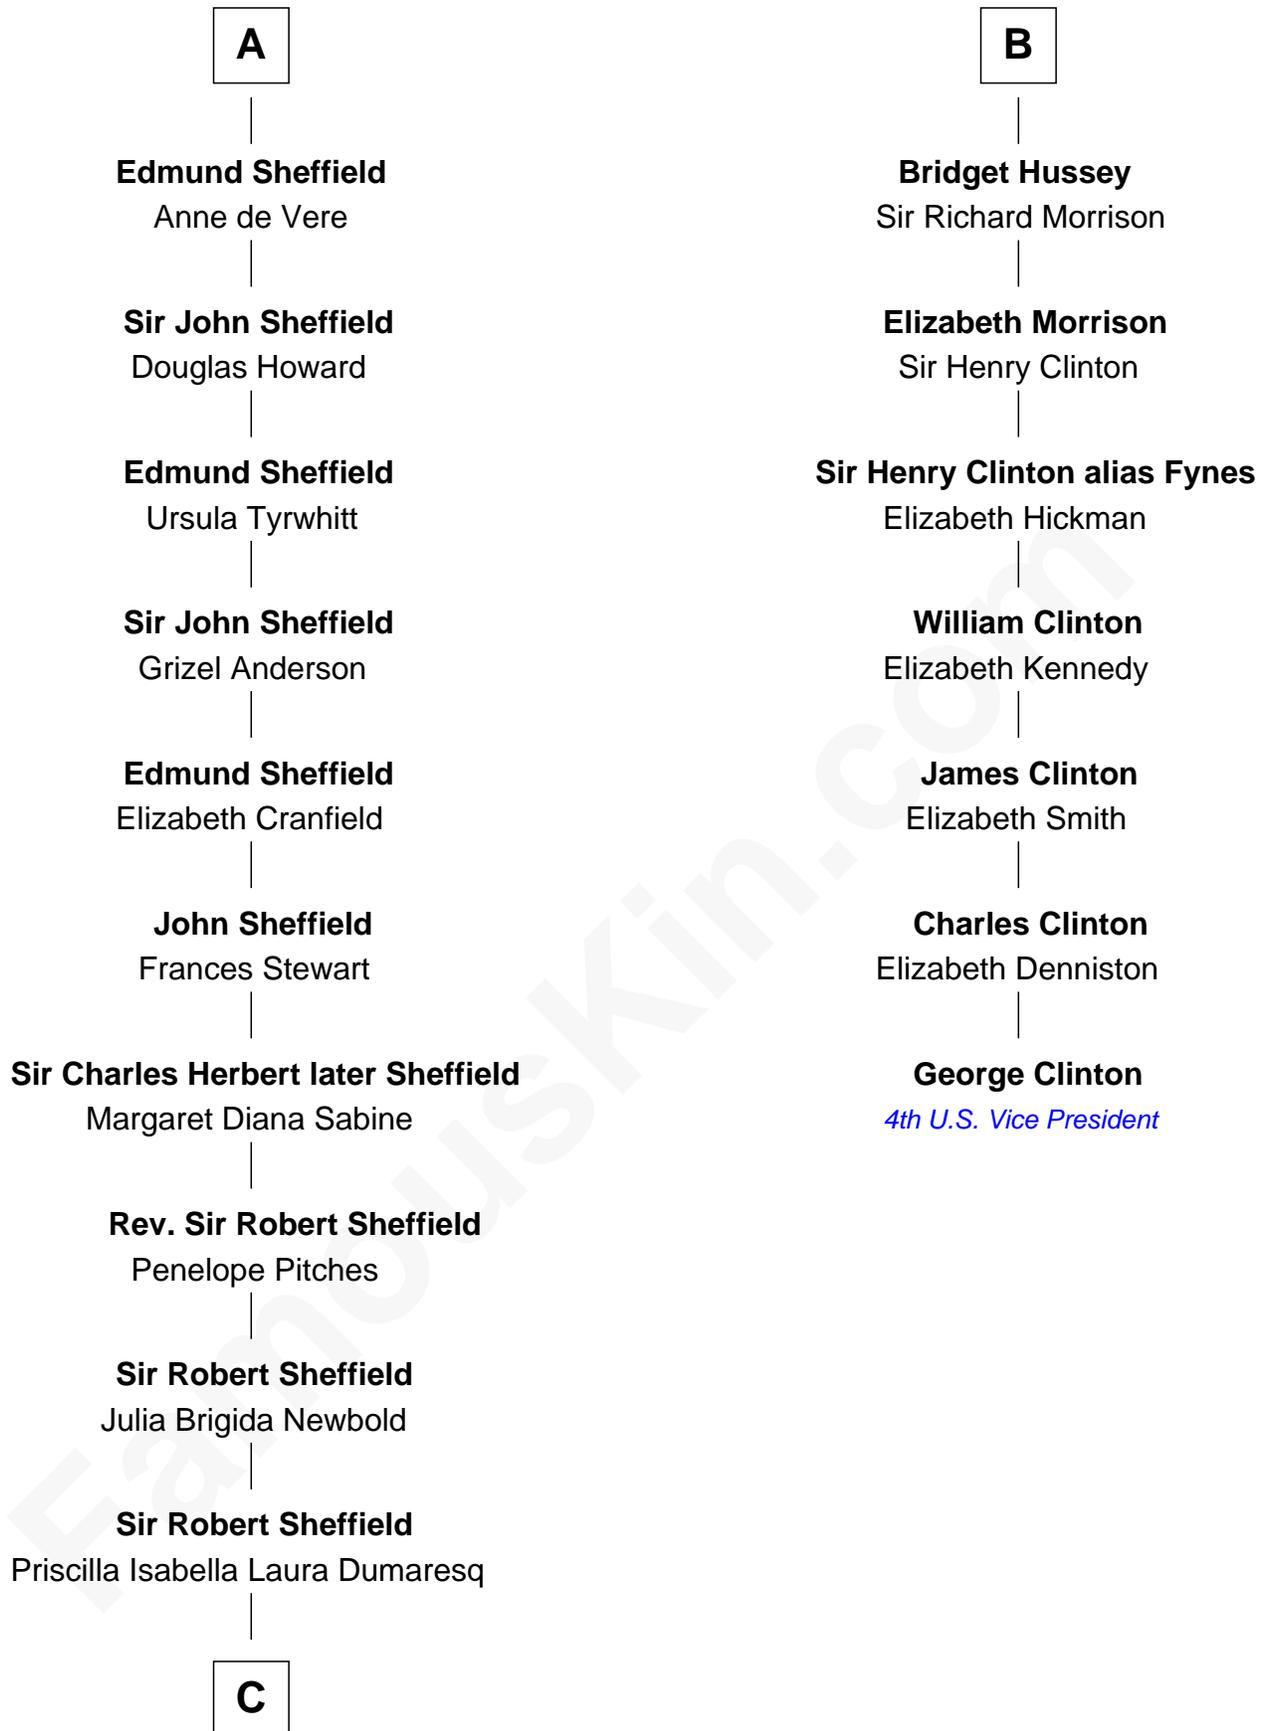 A
Edmund Sheffield
Anne de Vere
Sir John Sheffield
Douglas Howard
Edmund Sheffield
Ursula Tyrwhitt
Sir John Sheffield
Grizel Anderson
Edmund Sheffield
Elizabeth Cranfield
John Sheffield
Frances Stewart
Sir Charles Herbert later Sheffield
Margaret Diana Sabine
Rev. Sir Robert Sheffield
Penelope Pitches
Sir Robert Sheffield
Julia Brigida Newbold
Sir Robert Sheffield
Priscilla Isabella Laura Dumaresq
C
B
Bridget Hussey
Sir Richard Morrison
Elizabeth Morrison
Sir Henry Clinton
Sir Henry Clinton alias Fynes
Elizabeth Hickman
William Clinton
Elizabeth Kennedy
James Clinton
Elizabeth Smith
Charles Clinton
Elizabeth Denniston
George Clinton
4th U.S. Vice President
FamousKin.com